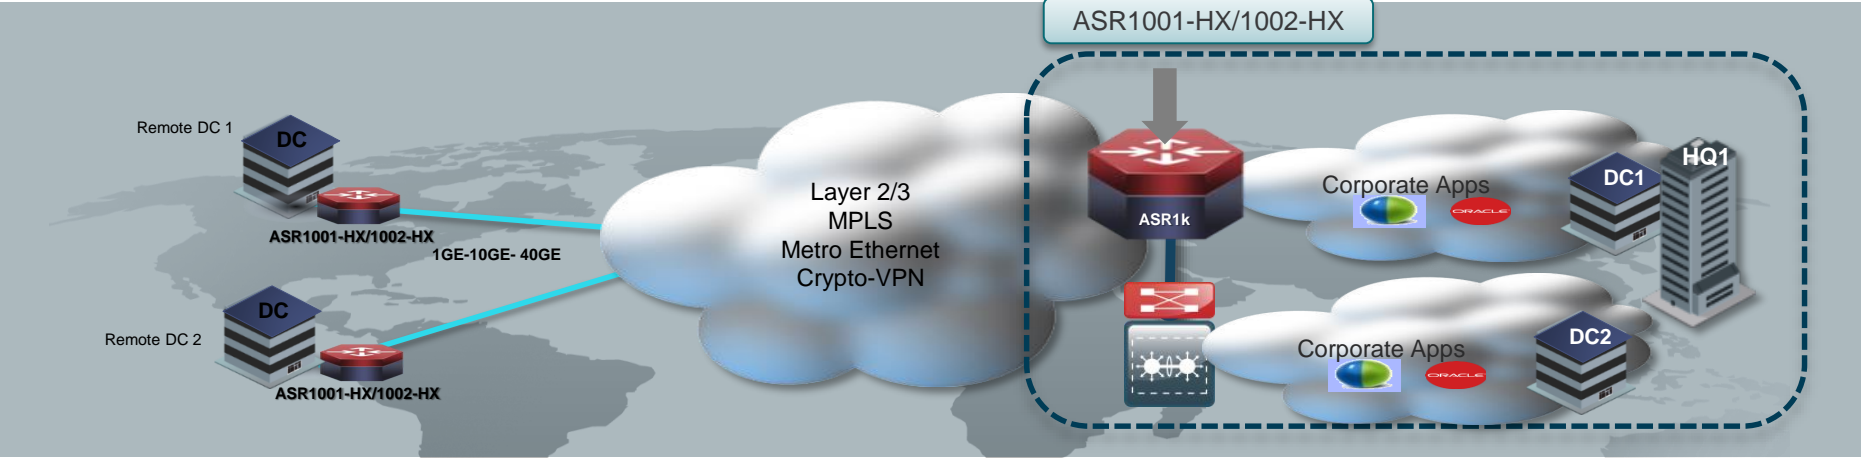 ASR1001-HX/1002-HX
Remote DC 1
DC
ASR1001-HX/1002-HX
1GE-10GE- 40GE
Remote DC 2
DC
ASR1001-HX/1002-HX
Layer 2/3
MPLS
Metro Ethernet
Crypto-VPN
ASR1k
Corporate Apps
ORACLE
DC1
HQ1
Corporate Apps
ORACLE
DC2